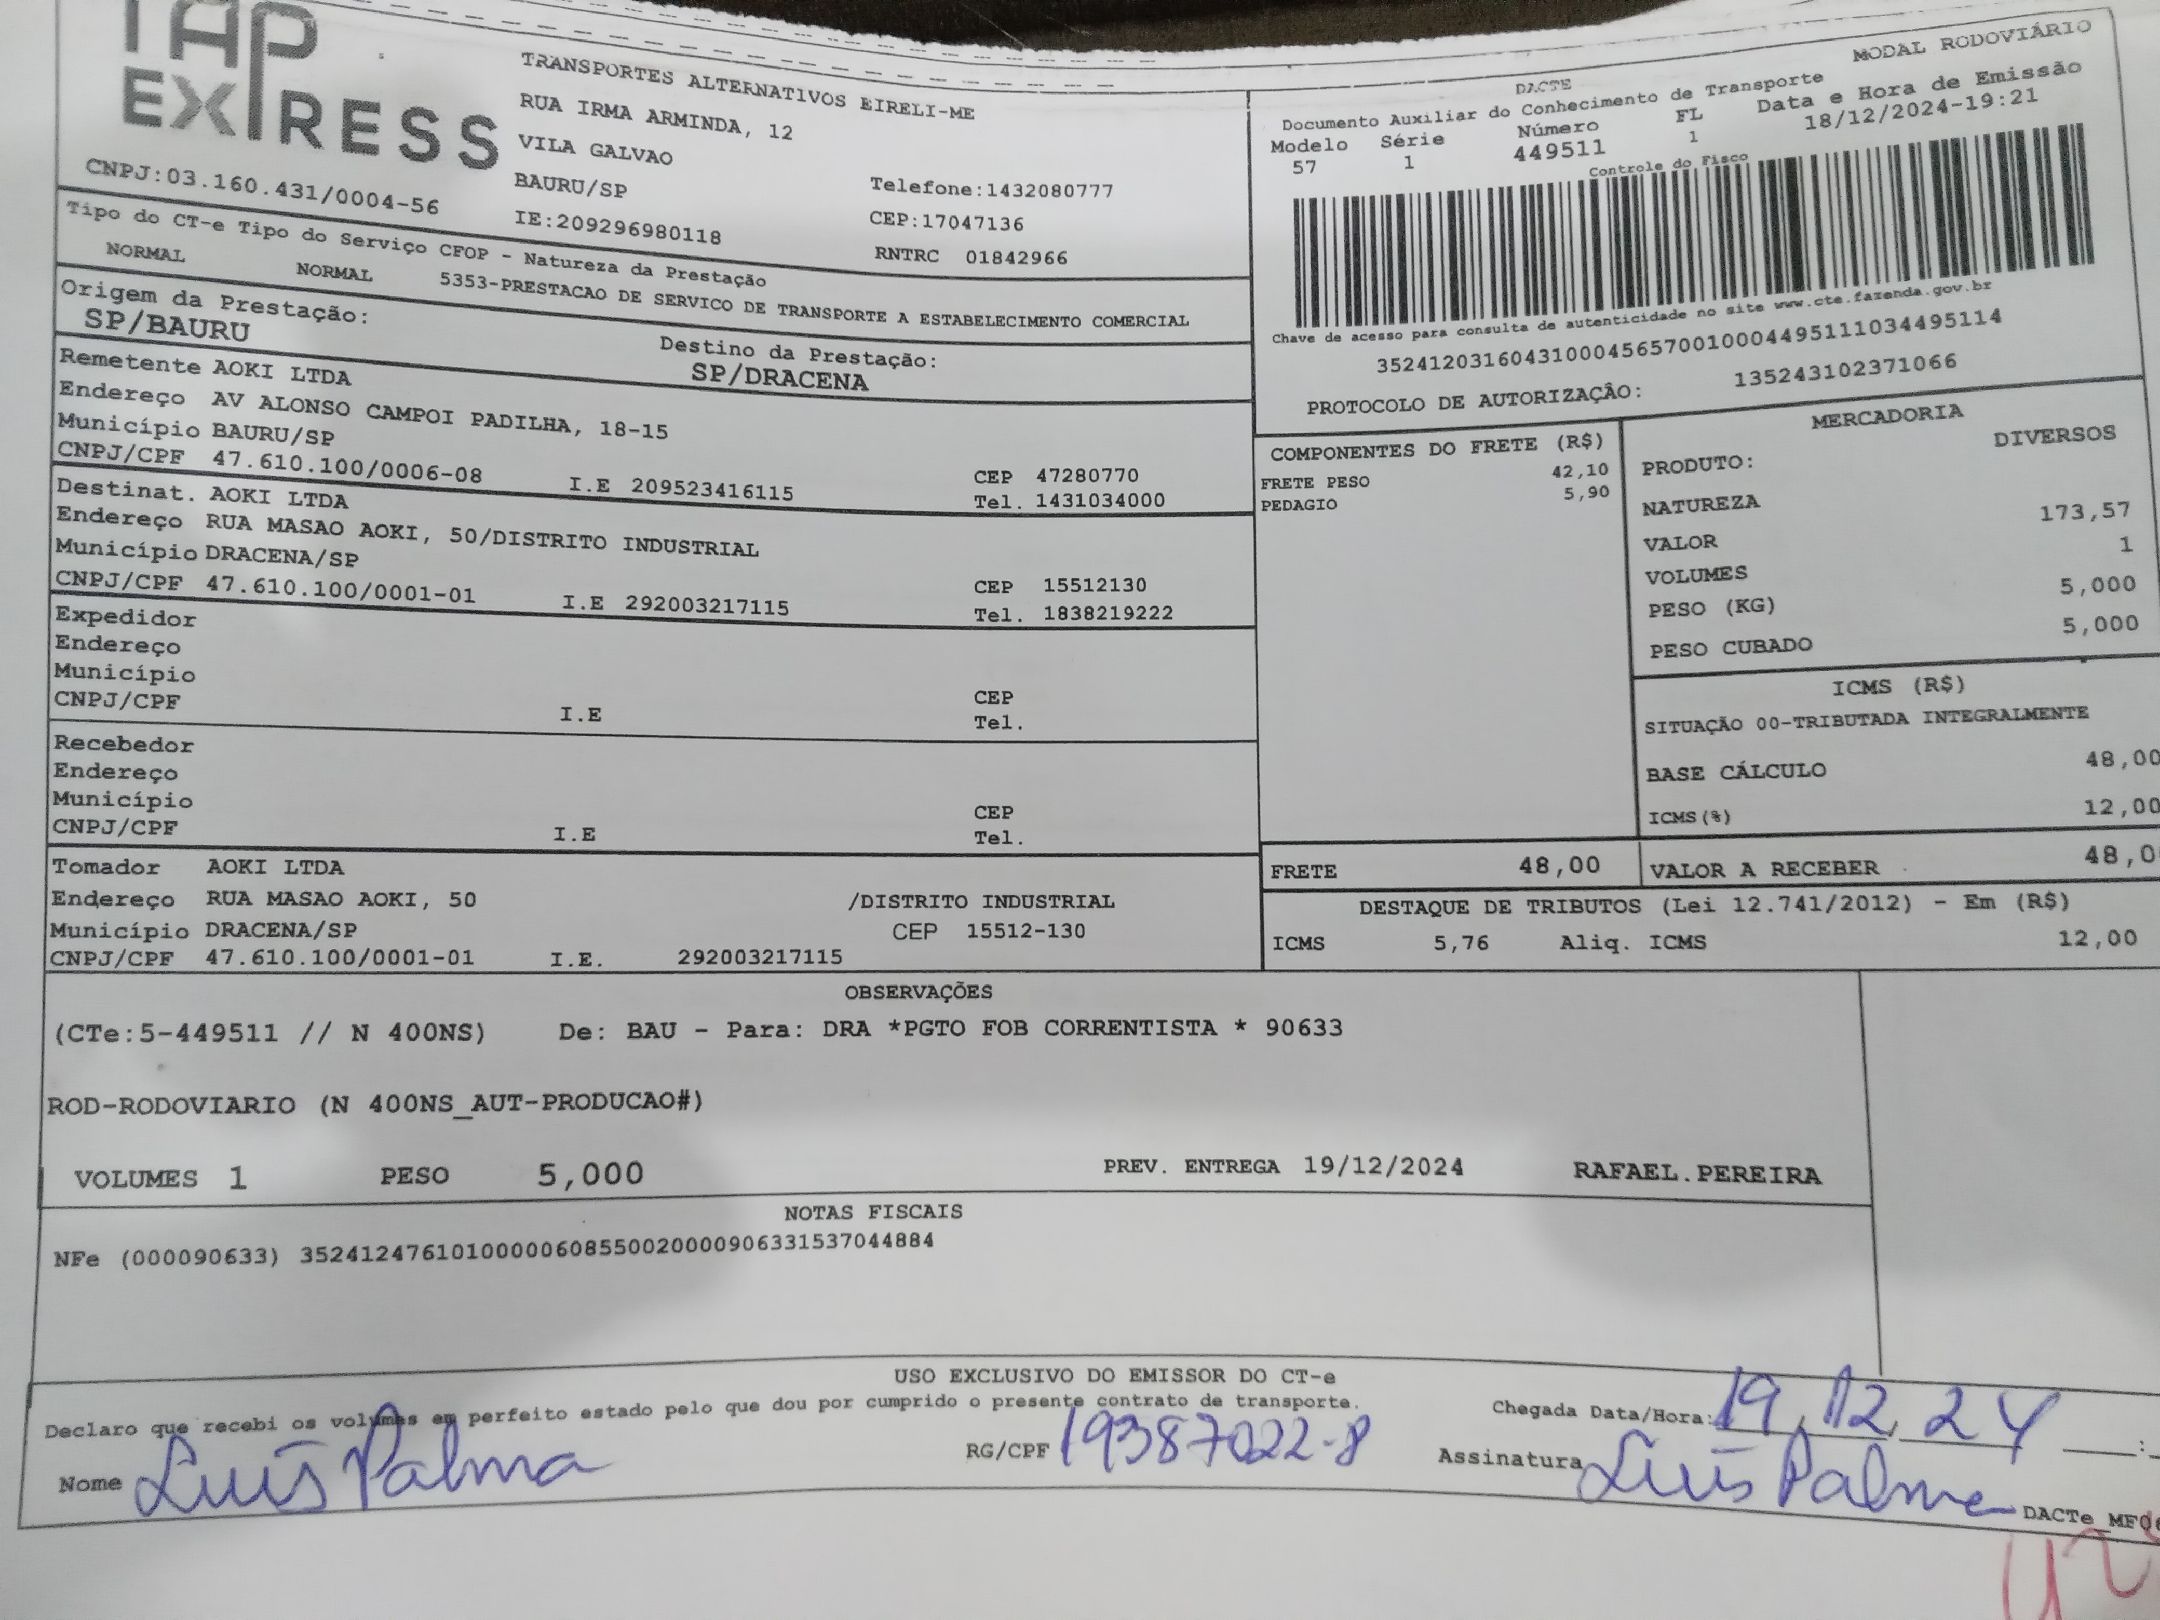 TAP
EXPRESS
CNPJ:03.160.431/0004-56
TRANSPORTES ALTERNATIVOS EIRELI-ME
RUA IRMA ARMINDA, 12
VILA GALVAO
BAURU/SP Telefone:1432080777
IE:209296980118 CEP:17047136
RNTRC 01842966
MODAL RODOVIÁRIO
DACTE
Documento Auxiliar do Conhecimento de Transporte
Modelo Série Número FL Data e Hora de Emissão
57 1 449511 1 18/12/2024-19:21
Controle do Fisco
Chave de acesso para consulta de autenticidade no site www.cte.fazenda.gov.br
35241203160431000456570010004495111034495114
PROTOCOLO DE AUTORIZAÇÂO: 135243102371066
Tipo do CT-e Tipo do Serviço CFOP - Natureza da Prestação
NORMAL NORMAL 5353-PRESTACAO DE SERVICO DE TRANSPORTE A ESTABELECIMENTO COMERCIAL
Origem da Prestação: Destino da Prestação:
SP/BAURU SP/DRACENA
Remetente AOKI LTDA
Endereço AV ALONSO CAMPOI PADILHA, 18-15
Município BAURU/SP CEP 47280770
CNPJ/CPF 47.610.100/0006-08 I.E 209523416115 Tel. 1431034000
Destinat. AOKI LTDA
Endereço RUA MASAO AOKI, 50/DISTRITO INDUSTRIAL
Município DRACENA/SP CEP 15512130
CNPJ/CPF 47.610.100/0001-01 I.E 292003217115 Tel. 1838219222
Expedidor
Endereço
Município CEP
CNPJ/CPF I.E Tel.
Recebedor
Endereço
Município CEP
CNPJ/CPF I.E Tel.
Tomador AOKI LTDA
Endereço RUA MASAO AOKI, 50 /DISTRITO INDUSTRIAL
Município DRACENA/SP CEP 15512-130
CNPJ/CPF 47.610.100/0001-01 I.E. 292003217115
COMPONENTES DO FRETE (R$)
FRETE PESO 42,10
PEDAGIO 5,90
MERCADORIA
PRODUTO: DIVERSOS
NATUREZA
VALOR 173,57
VOLUMES 1
PESO (KG) 5,000
PESO CUBADO 5,000
ICMS (R$)
SITUAÇÃO 00-TRIBUTADA INTEGRALMENTE
BASE CÁLCULO 48,00
ICMS(%) 12,00
FRETE 48,00 VALOR A RECEBER 48,0
DESTAQUE DE TRIBUTOS (Lei 12.741/2012) - Em (R$)
ICMS 5,76 Aliq. ICMS 12,00
OBSERVAÇÕES
(CTe:5-449511 // N 400NS) De: BAU - Para: DRA *PGTO FOB CORRENTISTA * 90633
ROD-RODOVIARIO (N 400NS_AUT-PRODUCAO#)
VOLUMES 1 PESO 5,000 PREV. ENTREGA 19/12/2024 RAFAEL.PEREIRA
NOTAS FISCAIS
NFe (000090633) 35241247610100000608550020000906331537044884
USO EXCLUSIVO DO EMISSOR DO CT-e
Declaro que recebi os volumes em perfeito estado pelo que dou por cumprido o presente contrato de transporte.
Chegada Data/Hora: 19, 12, 24 :
Nome Luís Palma RG/CPF 19387022-8 Assinatura Luís Palma
DACTe_MF06